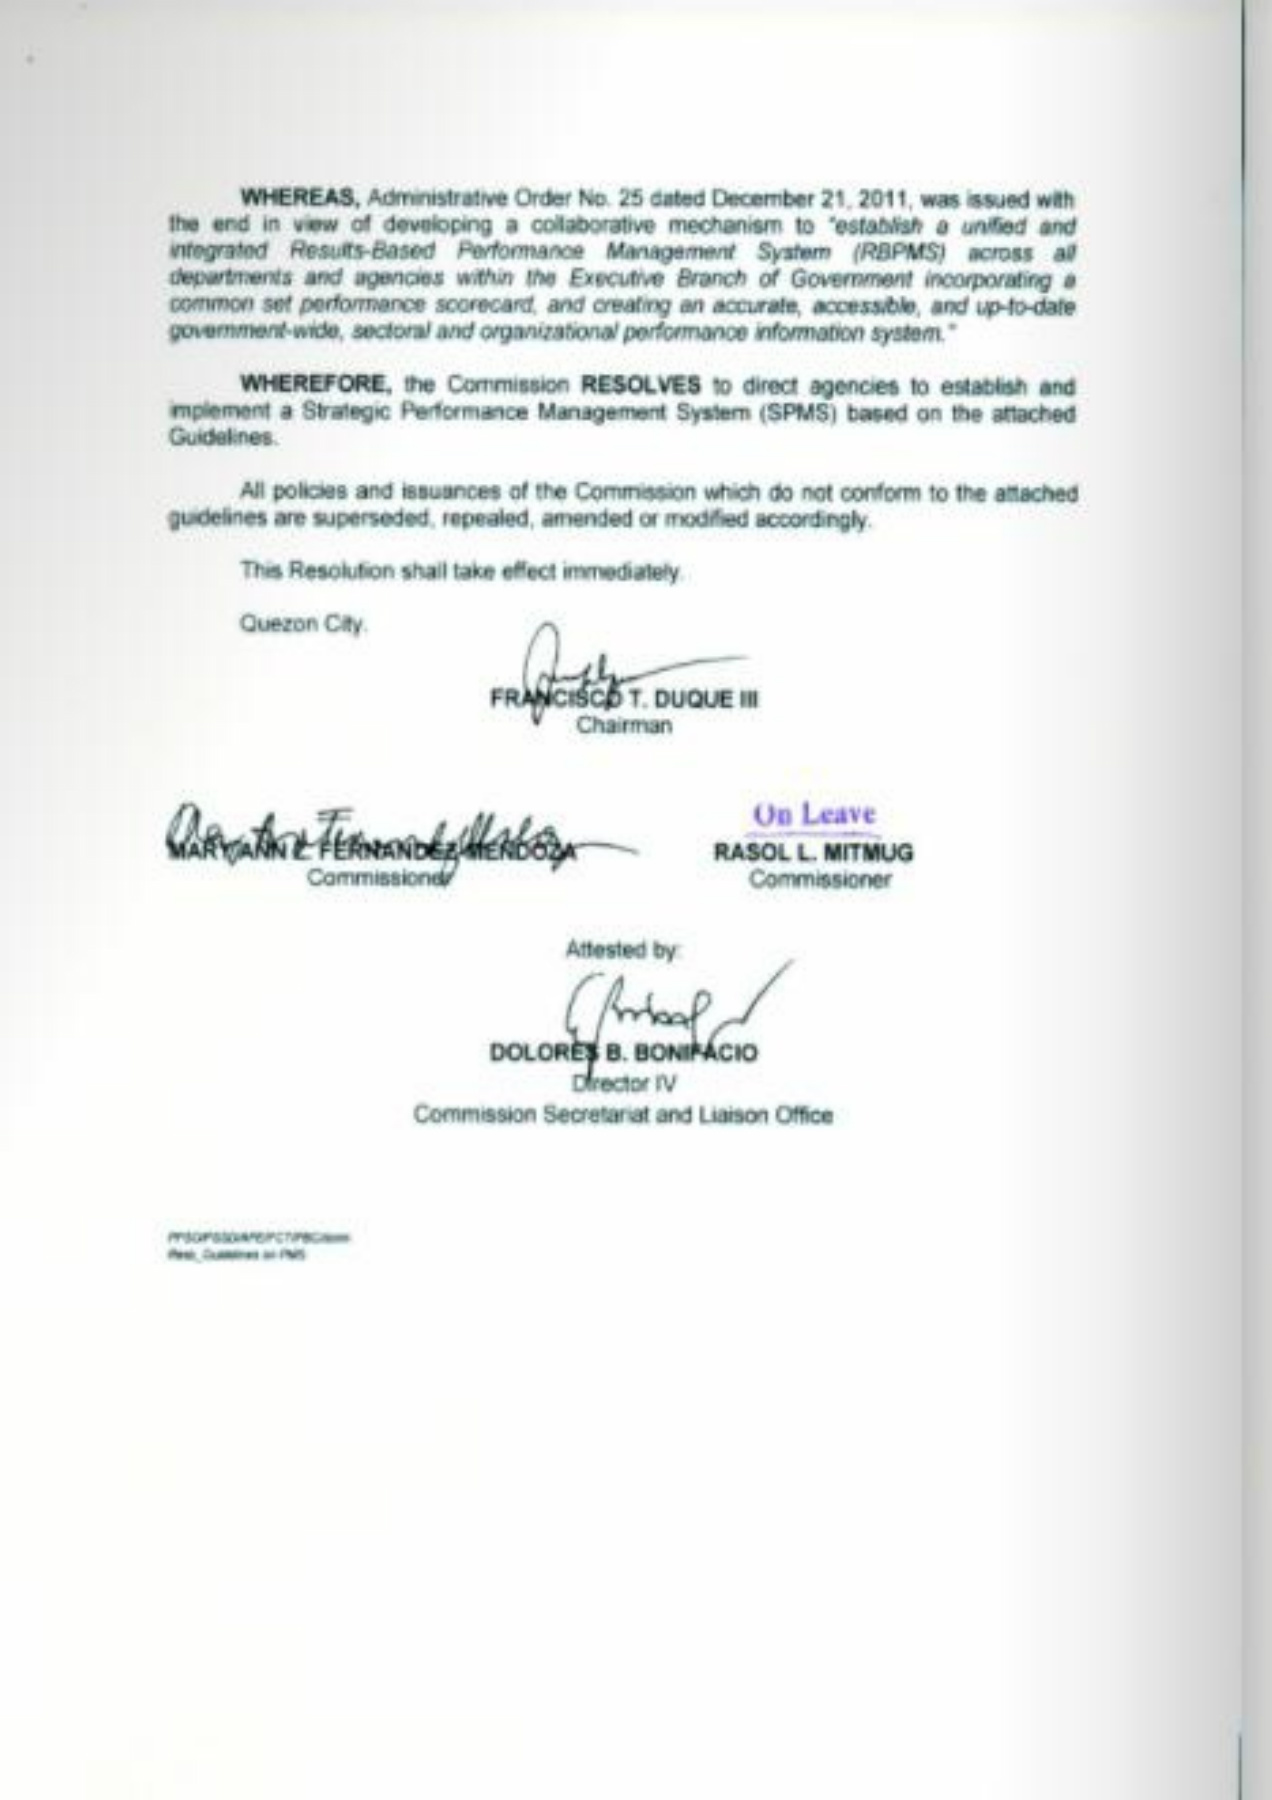 WHEREAS, Administrative Order No. 25 dated December 21, 2011, was issued with
the end in view of developing a collaborative mechanism to "establish a unified and
integrated Results-Based Performance Management System (RBPMS) across all
departments and agencies within the Executive Branch of Government incorporating a
common set performance scorecard, and creating an accurate, accessible, and up-to-date
government-wide, sectoral and organizational performance information system."
WHEREFORE, the Commission RESOLVES to direct agencies to establish and
implement a Strategic Performance Management System (SPMS) based on the attached
Guidelines.
All policies and issuances of the Commission which do not conform to the attached
guidelines are superseded, repealed, amended or modified accordingly.
This Resolution shall take effect immediately.
Quezon City.
FRANCISCO T. DUQUE III
Chairman
MARY ANN Z. FERNANDEZ-MENDOZA
Commissioner
On Leave
RASOL L. MITMUG
Commissioner
Attested by:
DOLORES B. BONIFACIO
Director IV
Commission Secretariat and Liaison Office
Guidelines on PMS